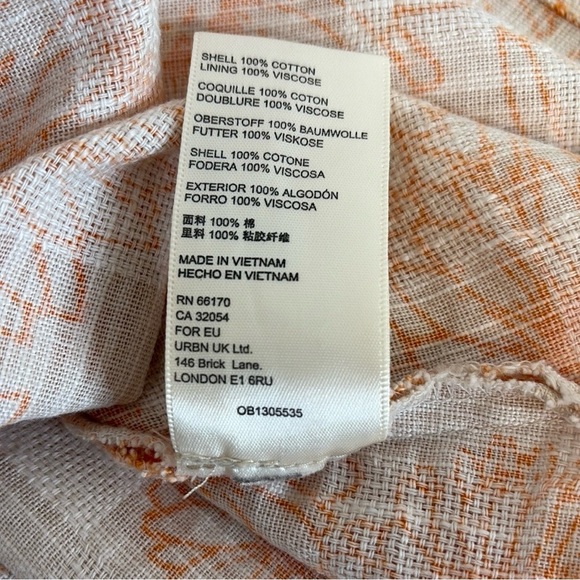 SHELL 100% COTTON
LINING 100% VISCOSE
COQUILLE 100% COTON
DOUBLURE 100% VISCOSE
OBERSTOFF 100% BAUMWOLLE
FUTTER 100% VISKOSE
SHELL 100% COTONE
FODERA 100% VISCOSA
EXTERIOR 100% ALGODÓN
FORRO 100% VISCOSA
面料 100% 棉
里料 100% 粘胶纤维
MADE IN VIETNAM
HECHO EN VIETNAM
RN 66170
CA 32054
FOR EU
URBN UK Ltd.
146 Brick Lane.
LONDON E1 6RU
OB1305535